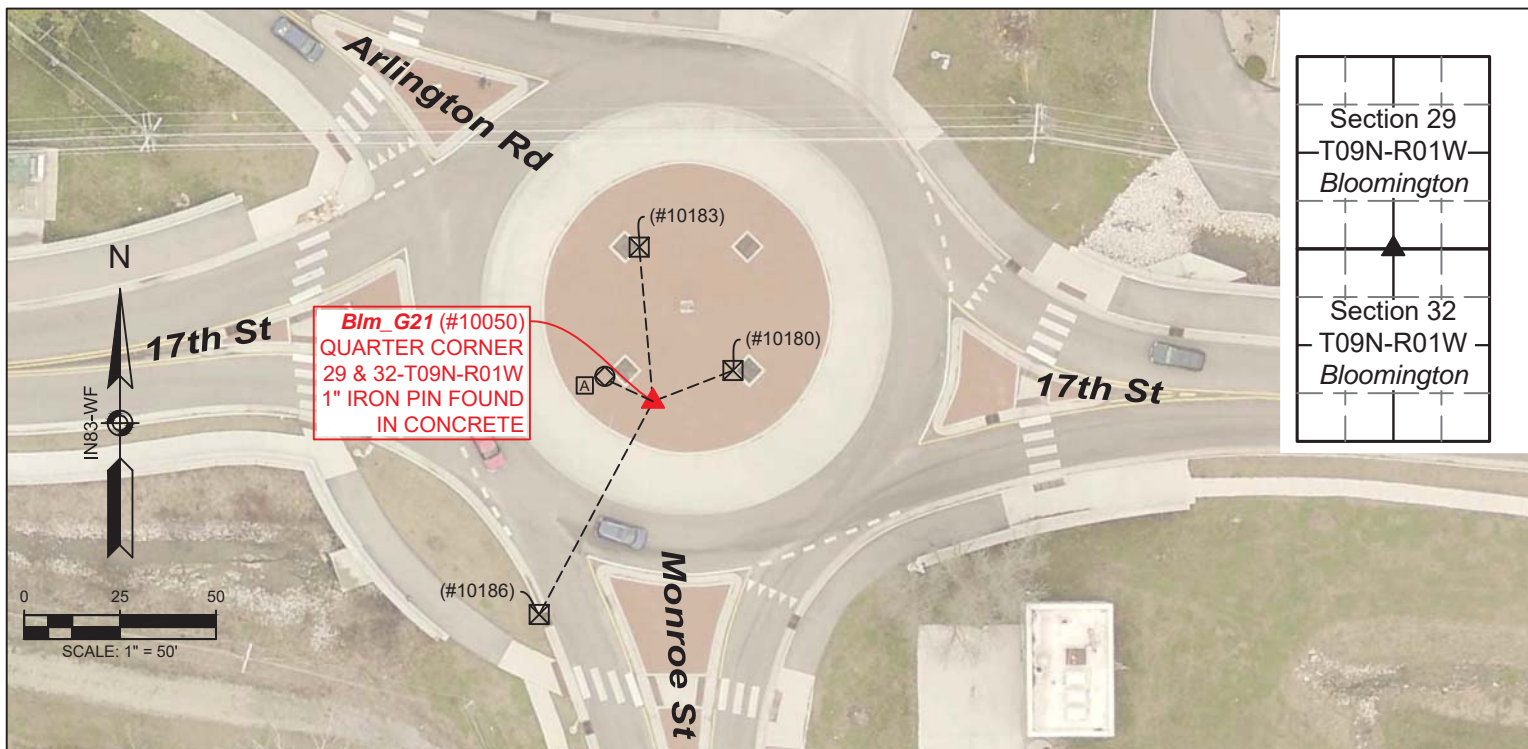 Arlington Rd
(#10183)
N
17th St
Blm_G21 (#10050)
QUARTER CORNER
29 & 32-T09N-R01W
1" IRON PIN FOUND
IN CONCRETE
(#10180)
A
17th St
IN83-WF
(#10186)
Monroe St
0 25 50
SCALE: 1" = 50'
Section 29
T09N-R01W
Bloomington
Section 32
T09N-R01W
Bloomington